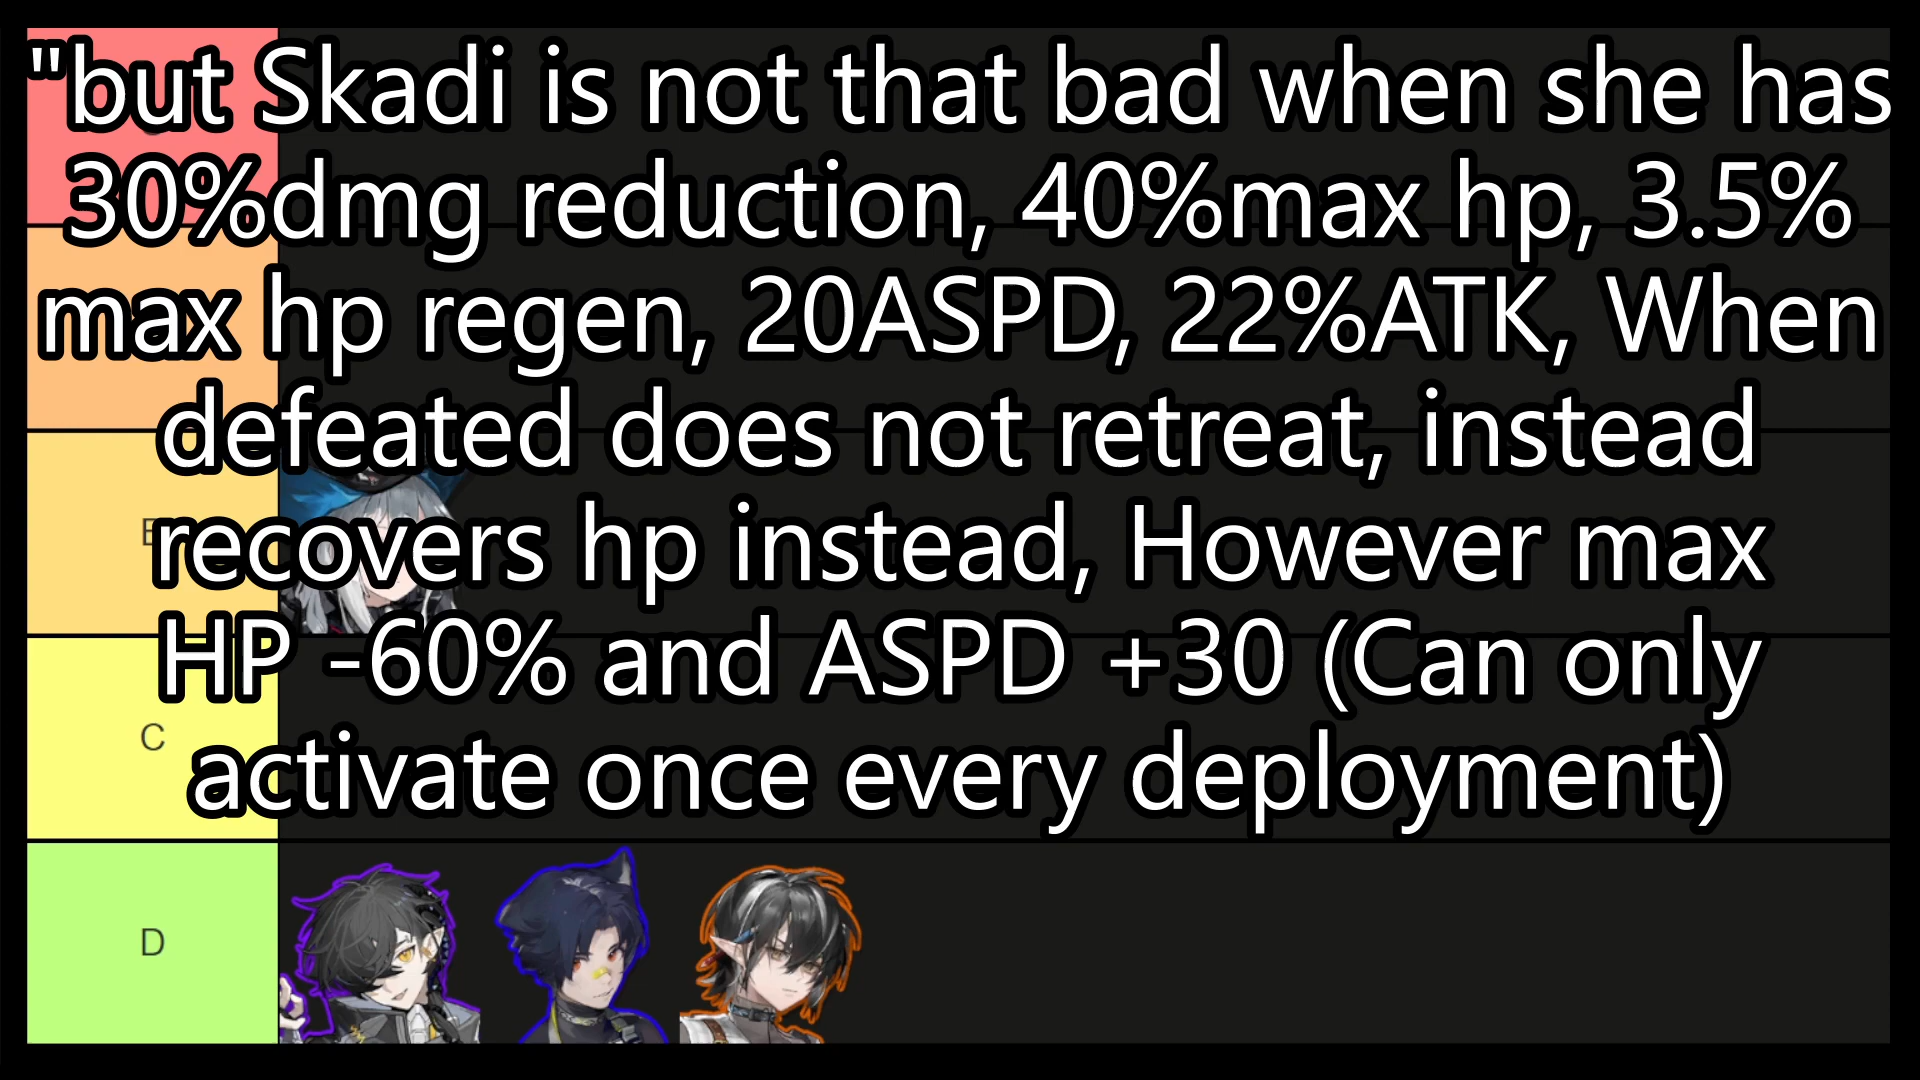 "but Skadi is not that bad when she has
30%dmg reduction, 40%max hp, 3.5%
max hp regen, 20ASPD, 22%ATK, When
defeated does not retreat, instead
recovers hp instead, However max
HP -60% and ASPD +30 (Can only
activate once every deployment)
C
D